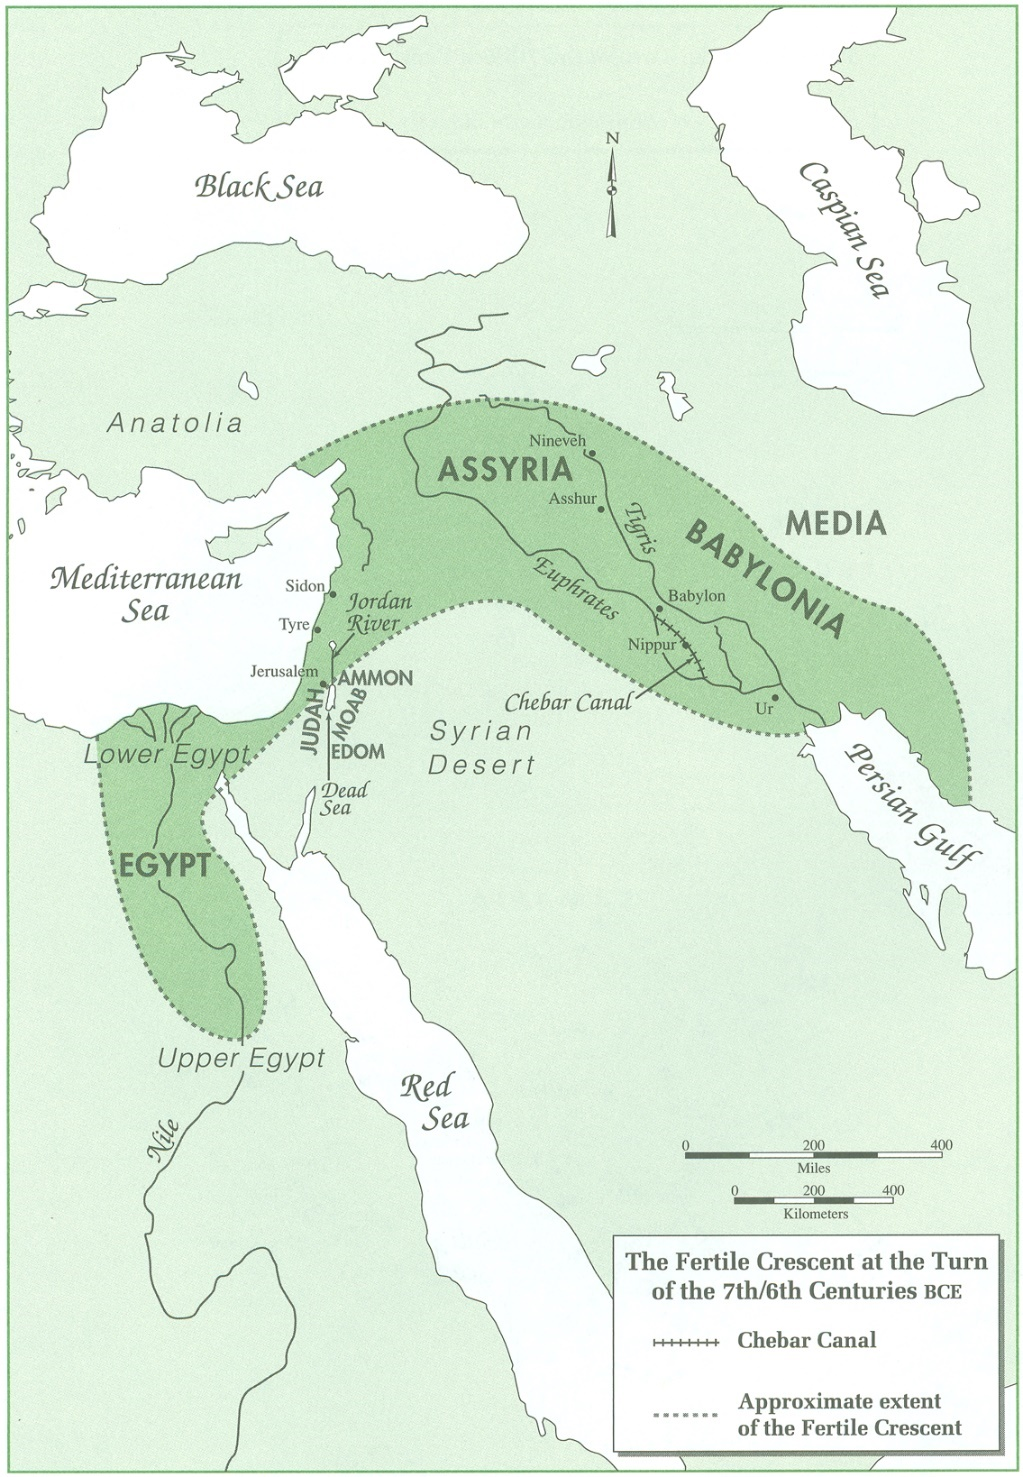 N
Black Sea
Caspian Sea
Anatolia
Nineveh
ASSYRIA
Asshur
Tigris
MEDIA
BABYLONIA
Mediterranean
Sea
Euphrates
Sidon
Jordan
River
Babylon
Tyre
Nippur
Jerusalem
AMMON
Chebar Canal
Ur
JUDAH
MOAB
EDOM
Syrian
Desert
Lower Egypt
Dead
Sea
Persian Gulf
EGYPT
Upper Egypt
Red
Sea
Nile
0 200 400
Miles
0 200 400
Kilometers
The Fertile Crescent at the Turn
of the 7th/6th Centuries BCE
Chebar Canal
Approximate extent
of the Fertile Crescent